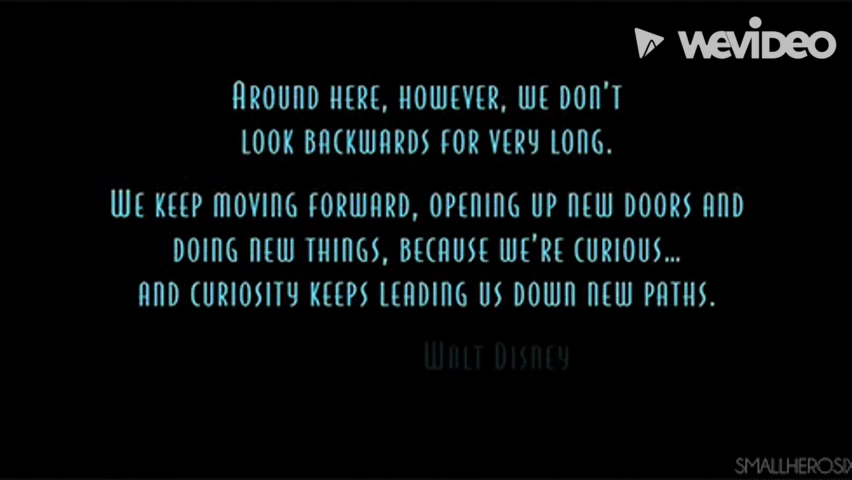 WEVIDEO
AROUND HERE, HOWEVER, WE DON'T
LOOK BACKWARDS FOR VERY LONG.
WE KEEP MOVING FORWARD, OPENING UP NEW DOORS AND
DOING NEW THINGS, BECAUSE WE'RE CURIOUS...
AND CURIOSITY KEEPS LEADING US DOWN NEW PATHS.
WALT DISNEY
SMALLHEROSIX